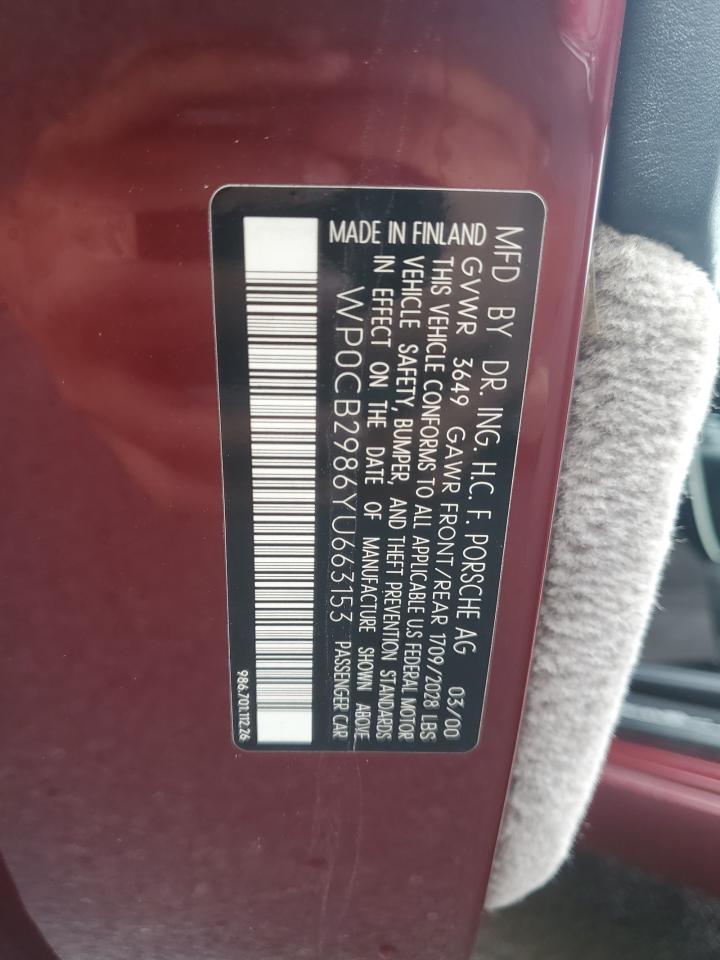 MFD BY DR. ING. H.C. F. PORSCHE AG 03/00
GVWR 3649 GAWR FRONT/REAR 1709/2028 LBS
THIS VEHICLE CONFORMS TO ALL APPLICABLE U.S FEDERAL MOTOR
VEHICLE SAFETY, BUMPER, AND THEFT PREVENTION STANDARDS
IN EFFECT ON THE DATE OF MANUFACTURE SHOWN ABOVE
MADE IN FINLAND WP0CB2986YU663153 PASSENGER CAR
986.701.112.26